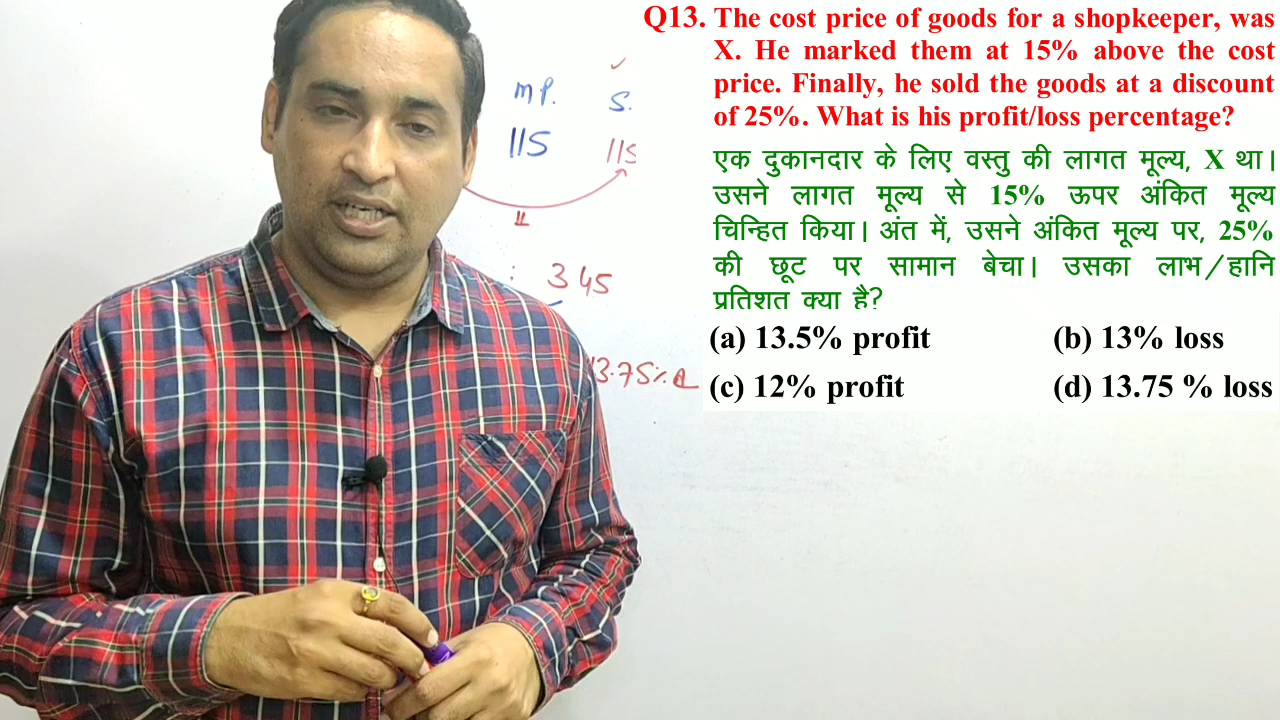 Q13. The cost price of goods for a shopkeeper, was
X. He marked them at 15% above the cost
price. Finally, he sold the goods at a discount
of 25%. What is his profit/loss percentage?
एक दुकानदार के लिए वस्तु की लागत मूल्य, X था।
उसने लागत मूल्य से 15% ऊपर अंकित मूल्य
चिन्हित किया। अंत में, उसने अंकित मूल्य पर, 25%
की छूट पर सामान बेचा। उसका लाभ/हानि
प्रतिशत क्या है?
(a) 13.5% profit (b) 13% loss
(c) 12% profit (d) 13.75 % loss
MP. S.
115 115
: 345
13.75%